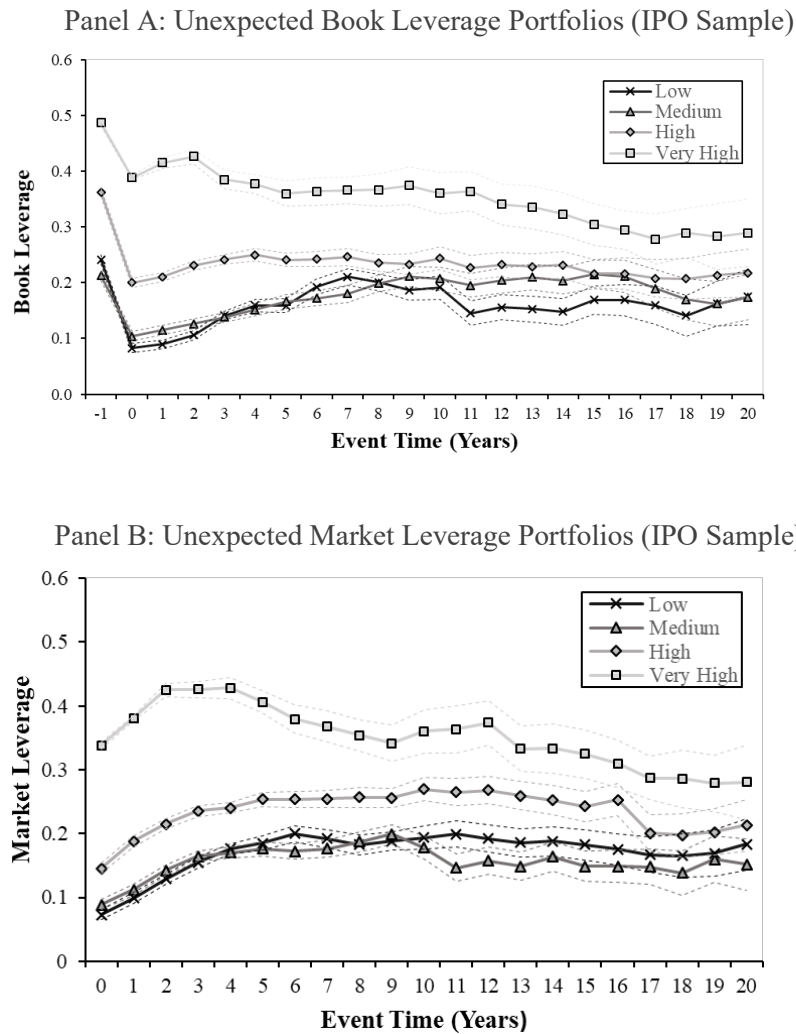 Panel A: Unexpected Book Leverage Portfolios (IPO Sample)
0.6
0.5
0.4
0.3
0.2
0.1
0.0
Book Leverage
Low
Medium
High
Very High
-1 0 1 2 3 4 5 6 7 8 9 10 11 12 13 14 15 16 17 18 19 20
Event Time (Years)
Panel B: Unexpected Market Leverage Portfolios (IPO Sample)
0.6
0.5
0.4
0.3
0.2
0.1
0
Market Leverage
Low
Medium
High
Very High
0 1 2 3 4 5 6 7 8 9 10 11 12 13 14 15 16 17 18 19 20
Event Time (Years)